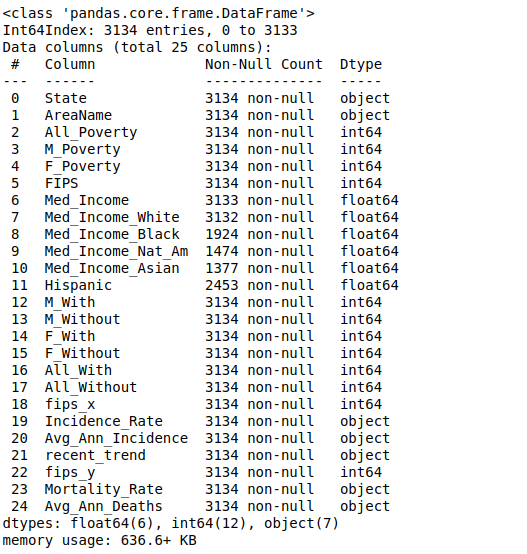 <class 'pandas.core.frame.DataFrame'>
Int64Index: 3134 entries, 0 to 3133
Data columns (total 25 columns):
 #   Column             Non-Null Count  Dtype
---  ------             --------------  -----
 0   State              3134 non-null   object
 1   AreaName           3134 non-null   object
 2   All_Poverty        3134 non-null   int64
 3   M_Poverty          3134 non-null   int64
 4   F_Poverty          3134 non-null   int64
 5   FIPS               3134 non-null   int64
 6   Med_Income         3133 non-null   float64
 7   Med_Income_White   3132 non-null   float64
 8   Med_Income_Black   1924 non-null   float64
 9   Med_Income_Nat_Am  1474 non-null   float64
 10  Med_Income_Asian   1377 non-null   float64
 11  Hispanic           2453 non-null   float64
 12  M_With             3134 non-null   int64
 13  M_Without          3134 non-null   int64
 14  F_With             3134 non-null   int64
 15  F_Without          3134 non-null   int64
 16  All_With           3134 non-null   int64
 17  All_Without        3134 non-null   int64
 18  fips_x             3134 non-null   int64
 19  Incidence_Rate     3134 non-null   object
 20  Avg_Ann_Incidence  3134 non-null   object
 21  recent_trend       3134 non-null   object
 22  fips_y             3134 non-null   int64
 23  Mortality_Rate     3134 non-null   object
 24  Avg_Ann_Deaths     3134 non-null   object
dtypes: float64(6), int64(12), object(7)
memory usage: 636.6+ KB